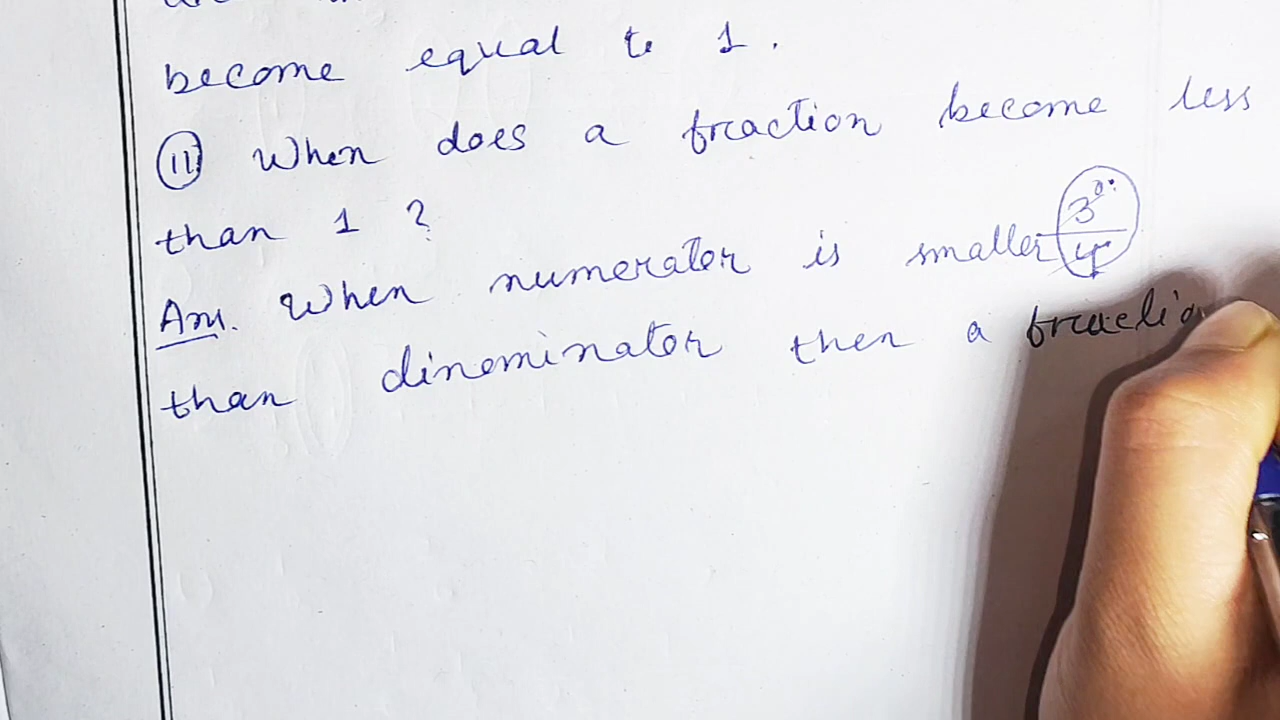 become equal to 1.
(11) When does a fraction become less
than 1 ?
Ans. When numerator is smaller
3
4
than dinominator then a fraction